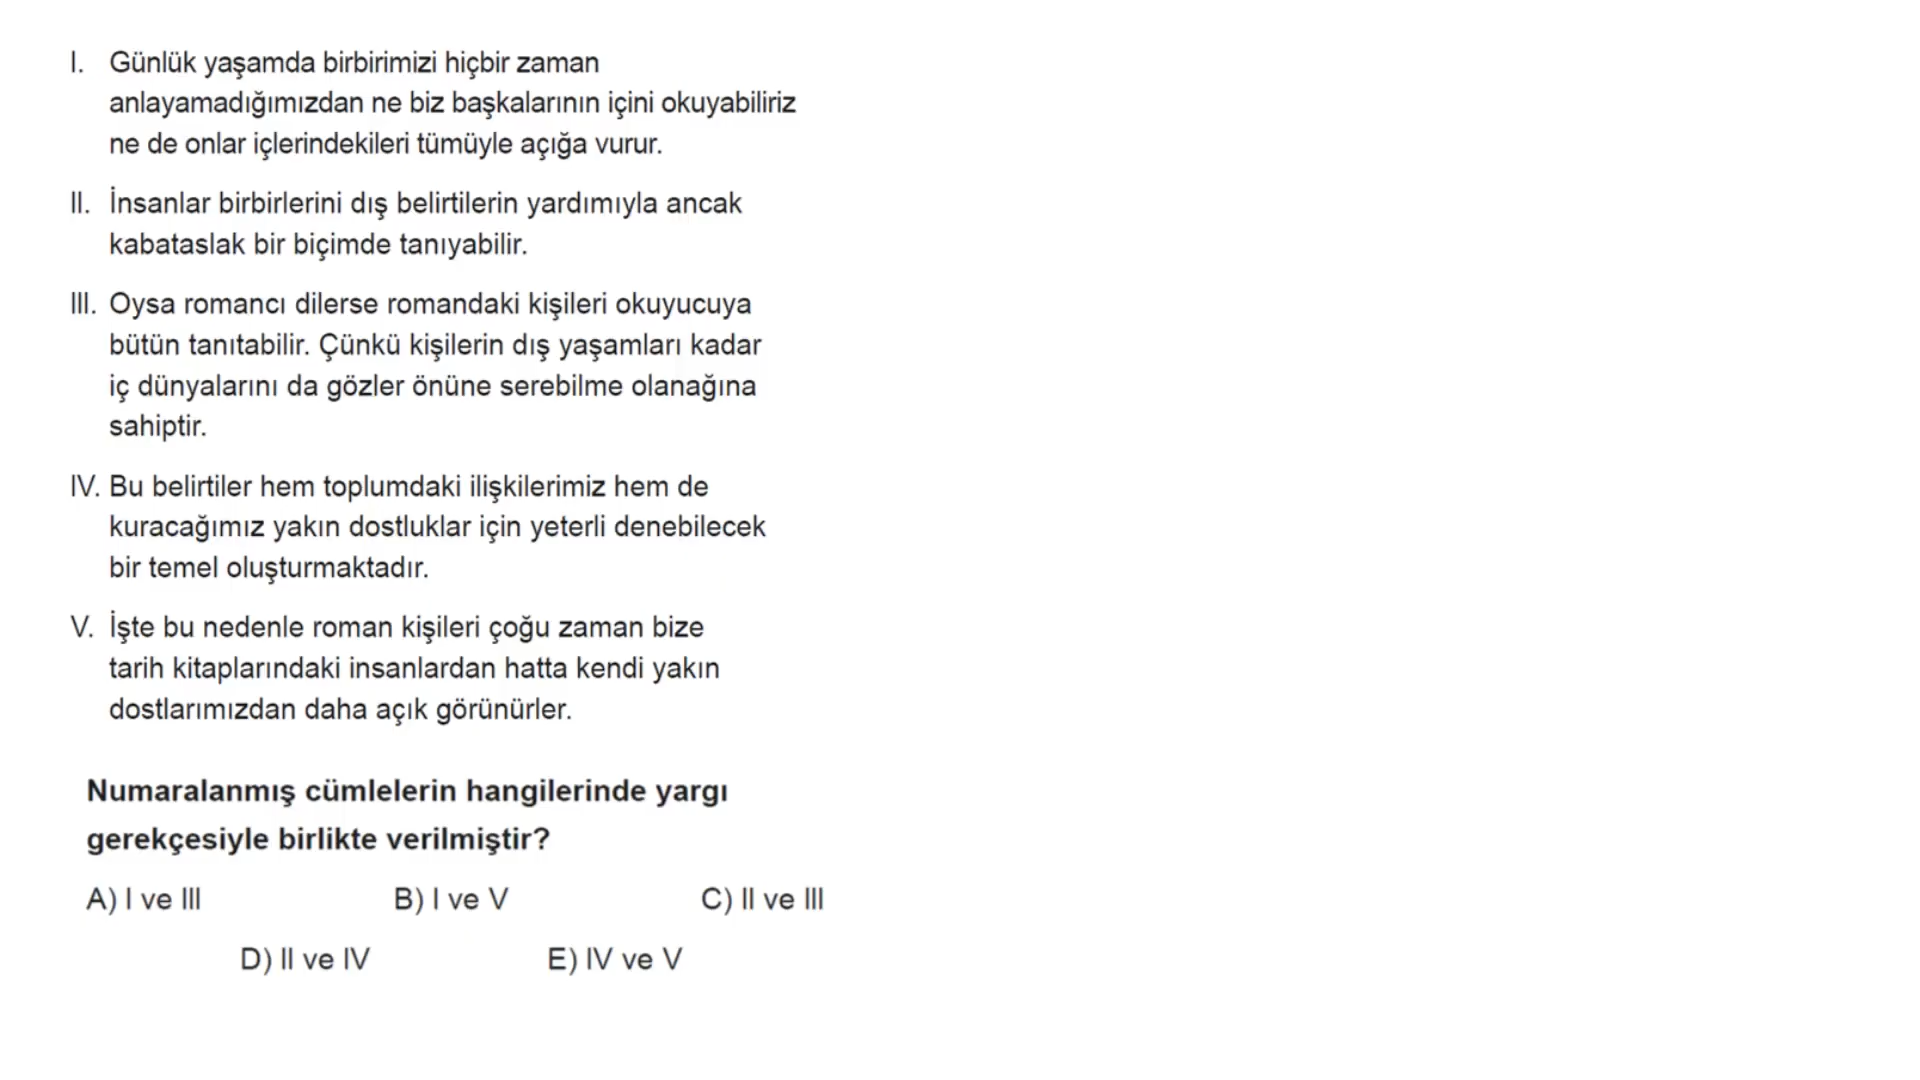 I. Günlük yaşamda birbirimizi hiçbir zaman
anlayamadığımızdan ne biz başkalarının içini okuyabiliriz
ne de onlar içlerindekileri tümüyle açığa vurur.
II. İnsanlar birbirlerini dış belirtilerin yardımıyla ancak
kabataslak bir biçimde tanıyabilir.
III. Oysa romancı dilerse romandaki kişileri okuyucuya
bütün tanıtabilir. Çünkü kişilerin dış yaşamları kadar
iç dünyalarını da gözler önüne serebilme olanağına
sahiptir.
IV. Bu belirtiler hem toplumdaki ilişkilerimiz hem de
kuracağımız yakın dostluklar için yeterli denebilecek
bir temel oluşturmaktadır.
V. İşte bu nedenle roman kişileri çoğu zaman bize
tarih kitaplarındaki insanlardan hatta kendi yakın
dostlarımızdan daha açık görünürler.
Numaralanmış cümlelerin hangilerinde yargı
gerekçesiyle birlikte verilmiştir?
A) I ve III B) I ve V C) II ve III
D) II ve IV E) IV ve V